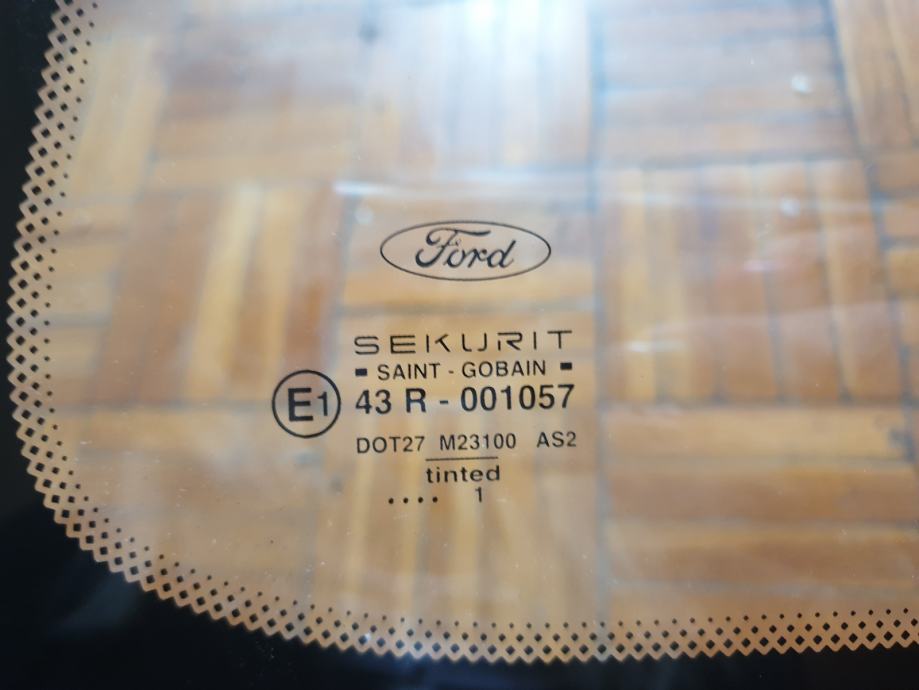 Ford
SEKURIT
SAINT - GOBAIN
E1 43 R - 001057
DOT27 M23100 AS2
tinted
.... 1